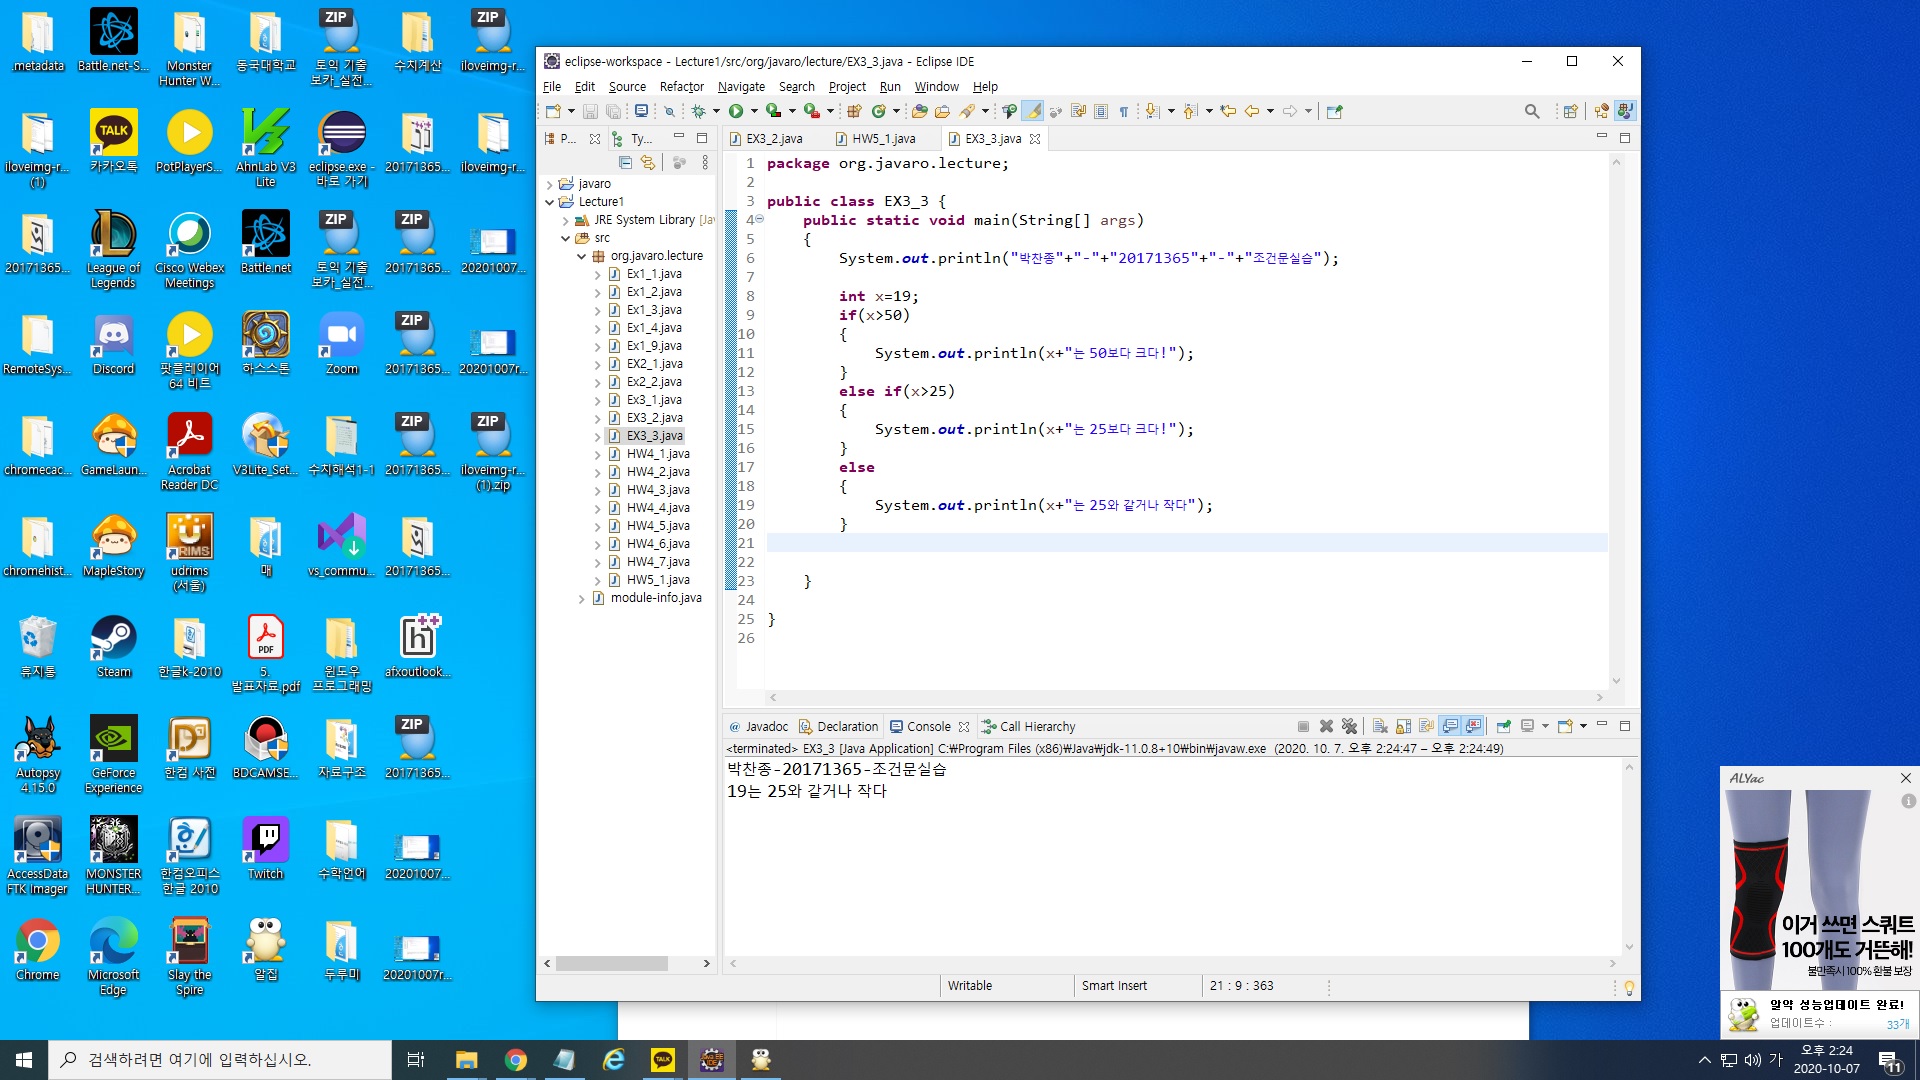 .metadata
Battle.net-S...
Monster
Hunter W...
동국대학교
ZIP
토익 기출
보카_실전...
수치계산
ZIP
iloveimg-r...
iloveimg-r...
(1)
TALK
카카오톡
PotPlayerS...
AhnLab V3
Lite
eclipse.exe -
바로 가기
20171365...
iloveimg-r...
20171365...
League of
Legends
Cisco Webex
Meetings
Battle.net
ZIP
토익 기출
보카_실전...
ZIP
20171365...
20201007...
RemoteSys...
Discord
팟플레이어
64 비트
하스스톤
Zoom
ZIP
20171365...
20201007r...
chromecac...
GameLaun...
Acrobat
Reader DC
V3Lite_Set...
수치해석1-1
ZIP
20171365...
ZIP
iloveimg-r...
(1).zip
chromehist...
MapleStory
RIMS
udrims
(서울)
매
vs_commu...
20171365...
휴지통
Steam
한글k-2010
PDF
5.
발표자료.pdf
윈도우
프로그래밍
afxoutlook...
Autopsy
4.15.0
GeForce
Experience
한컴 사전
BDCAMSE...
자료구조
ZIP
20171365...
AccessData
FTK Imager
MONSTER
HUNTER...
한컴오피스
한글 2010
Twitch
수학언어
20201007...
Chrome
Microsoft
Edge
Slay the
Spire
알집
두루미
20201007r...
eclipse-workspace - Lecture1/src/org/javaro/lecture/EX3_3.java - Eclipse IDE
File Edit Source Refactor Navigate Search Project Run Window Help
P...
Ty...
javaro
Lecture1
JRE System Library [Jav
src
org.javaro.lecture
Ex1_1.java
Ex1_2.java
Ex1_3.java
Ex1_4.java
Ex1_9.java
EX2_1.java
Ex2_2.java
Ex3_1.java
EX3_2.java
EX3_3.java
HW4_1.java
HW4_2.java
HW4_3.java
HW4_4.java
HW4_5.java
HW4_6.java
HW4_7.java
HW5_1.java
module-info.java
EX3_2.java HW5_1.java EX3_3.java
1 package org.javaro.lecture;
2
3 public class EX3_3 {
4 public static void main(String[] args)
5 {
6 System.out.println("박찬종"+"-"+"20171365"+"-"+"조건문실습");
7
8 int x=19;
9 if(x>50)
10 {
11 System.out.println(x+"는 50보다 크다!");
12 }
13 else if(x>25)
14 {
15 System.out.println(x+"는 25보다 크다!");
16 }
17 else
18 {
19 System.out.println(x+"는 25와 같거나 작다");
20 }
21
22
23 }
24
25 }
26
@ Javadoc Declaration Console Call Hierarchy
<terminated> EX3_3 [Java Application] C:₩Program Files (x86)₩Java₩jdk-11.0.8+10₩bin₩javaw.exe (2020. 10. 7. 오후 2:24:47 – 오후 2:24:49)
박찬종-20171365-조건문실습
19는 25와 같거나 작다
Writable Smart Insert 21 : 9 : 363
ALYac
이거 쓰면 스쿼트
100개도 거뜬해!
불만족시 100% 환불 보장
알약 성능업데이트 완료!
업데이트수 : 33개
검색하려면 여기에 입력하십시오.
TALK
Java EE
IDE
가
오후 2:24
2020-10-07
11